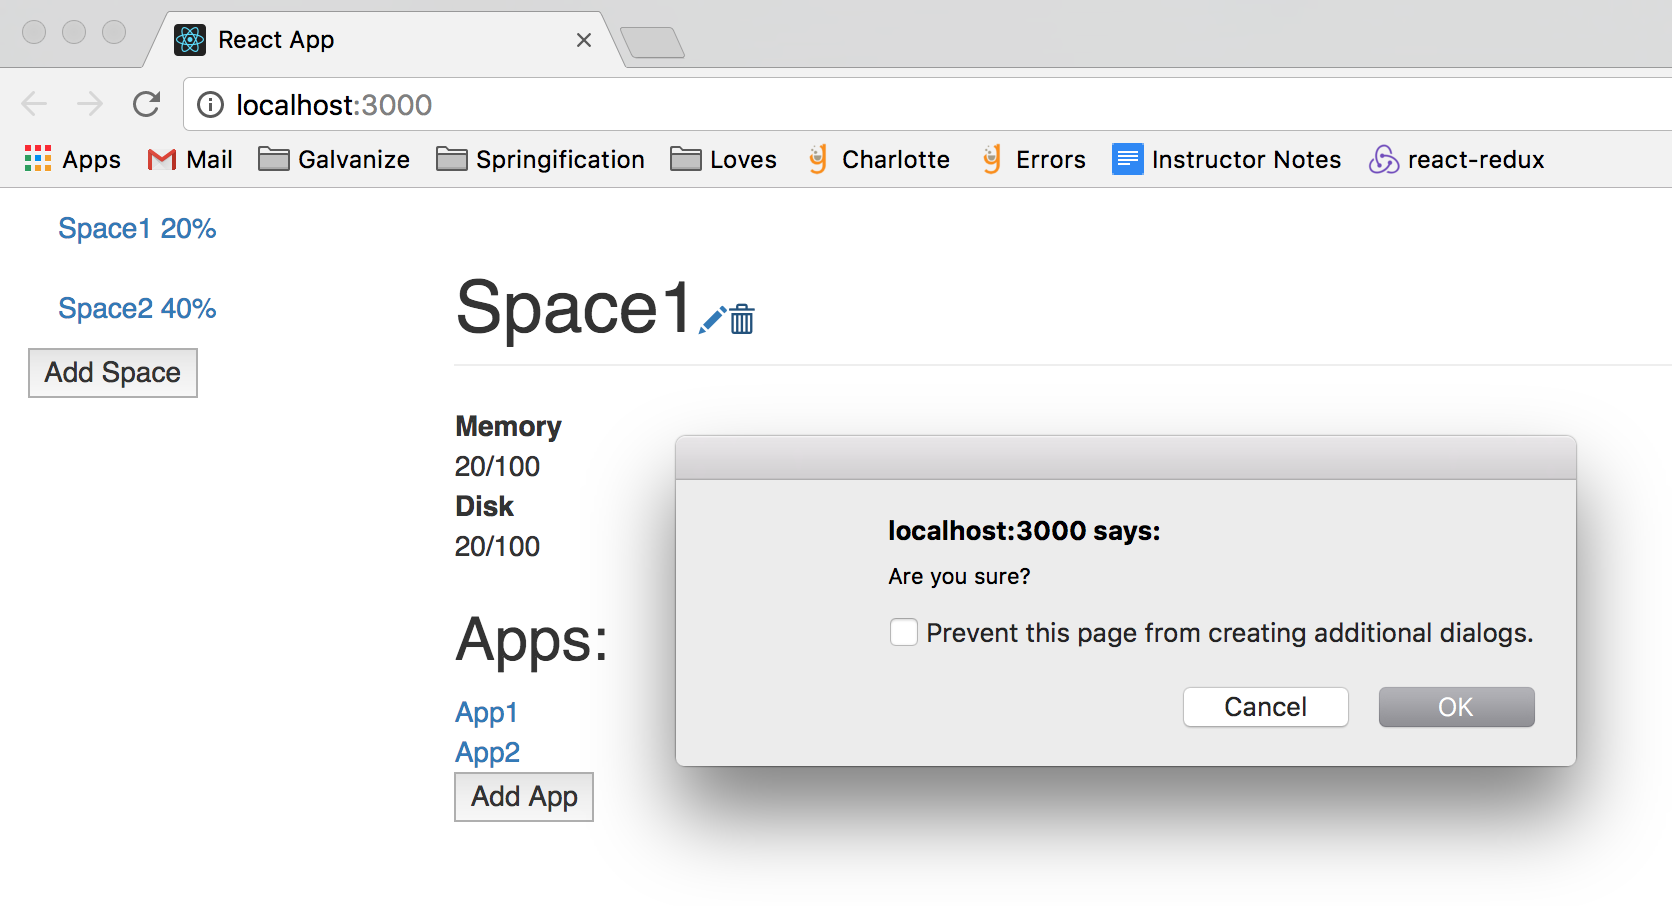 React App
localhost:3000
Apps Mail Galvanize Springification Loves Charlotte Errors Instructor Notes react-redux
Space1 20%
Space2 40%
Add Space
Space1
Memory
20/100
Disk
20/100
Apps:
App1
App2
Add App
localhost:3000 says:
Are you sure?
Prevent this page from creating additional dialogs.
Cancel OK